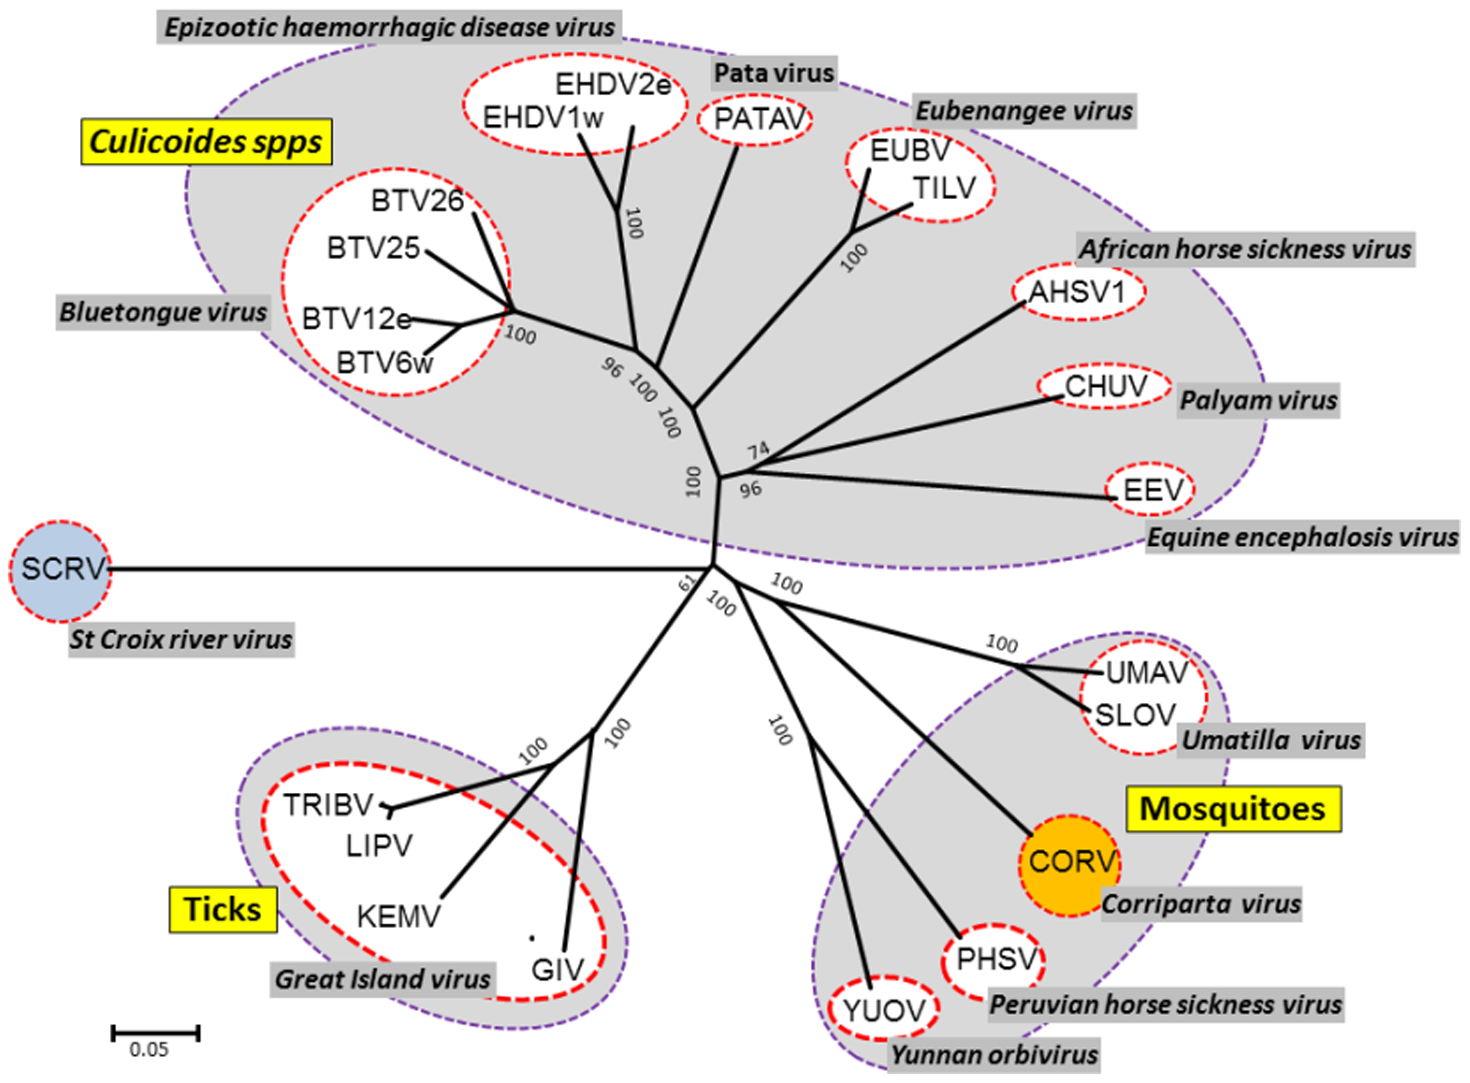 Epizootic haemorrhagic disease virus
EHDV2e
EHDV1w
Pata virus
PATAV
Eubenangee virus
EUBV
TILV
Culicoides spps
BTV26
BTV25
BTV12e
BTV6w
Bluetongue virus
African horse sickness virus
AHSV1
CHUV
Palyam virus
EEV
Equine encephalosis virus
100
100
100
96
100
100
100
74
96
SCRV
St Croix river virus
61
100
100
100
UMAV
SLOV
Umatilla virus
100
100
100
Mosquitoes
CORV
Corriparta virus
TRIBV
LIPV
KEMV
GIV
Ticks
Great Island virus
PHSV
Peruvian horse sickness virus
YUOV
Yunnan orbivirus
0.05